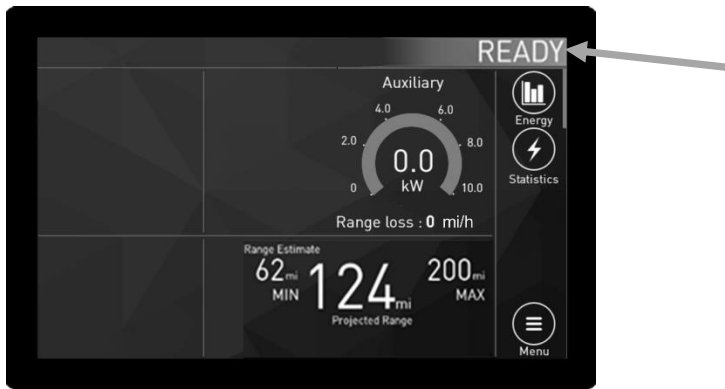 READY
Auxiliary
4.0 6.0
2.0 8.0
0.0
kW
0 10.0
Range loss : 0 mi/h
Energy
Statistics
Range Estimate
62mi 124mi 200mi
MIN MAX
Projected Range
Menu